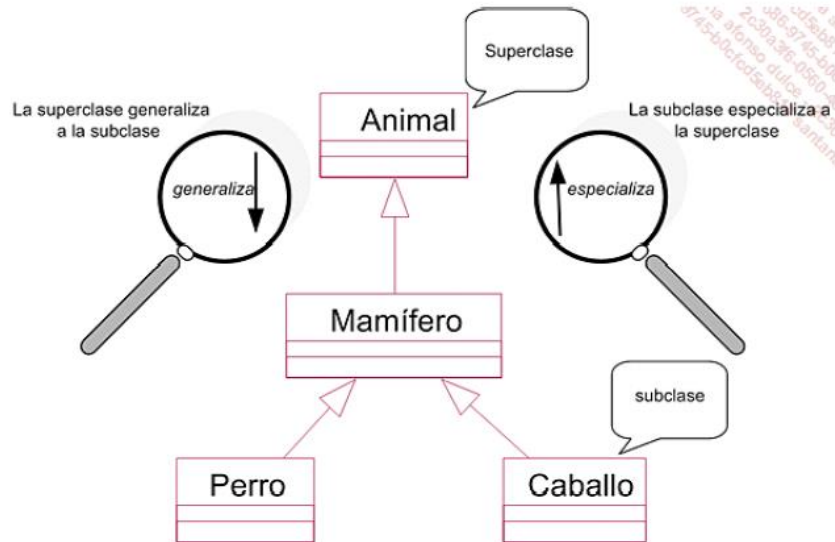 Superclase
La superclase generaliza
a la subclase
Animal
La subclase especializa a
la superclase
generaliza
especializa
Mamífero
subclase
Perro
Caballo